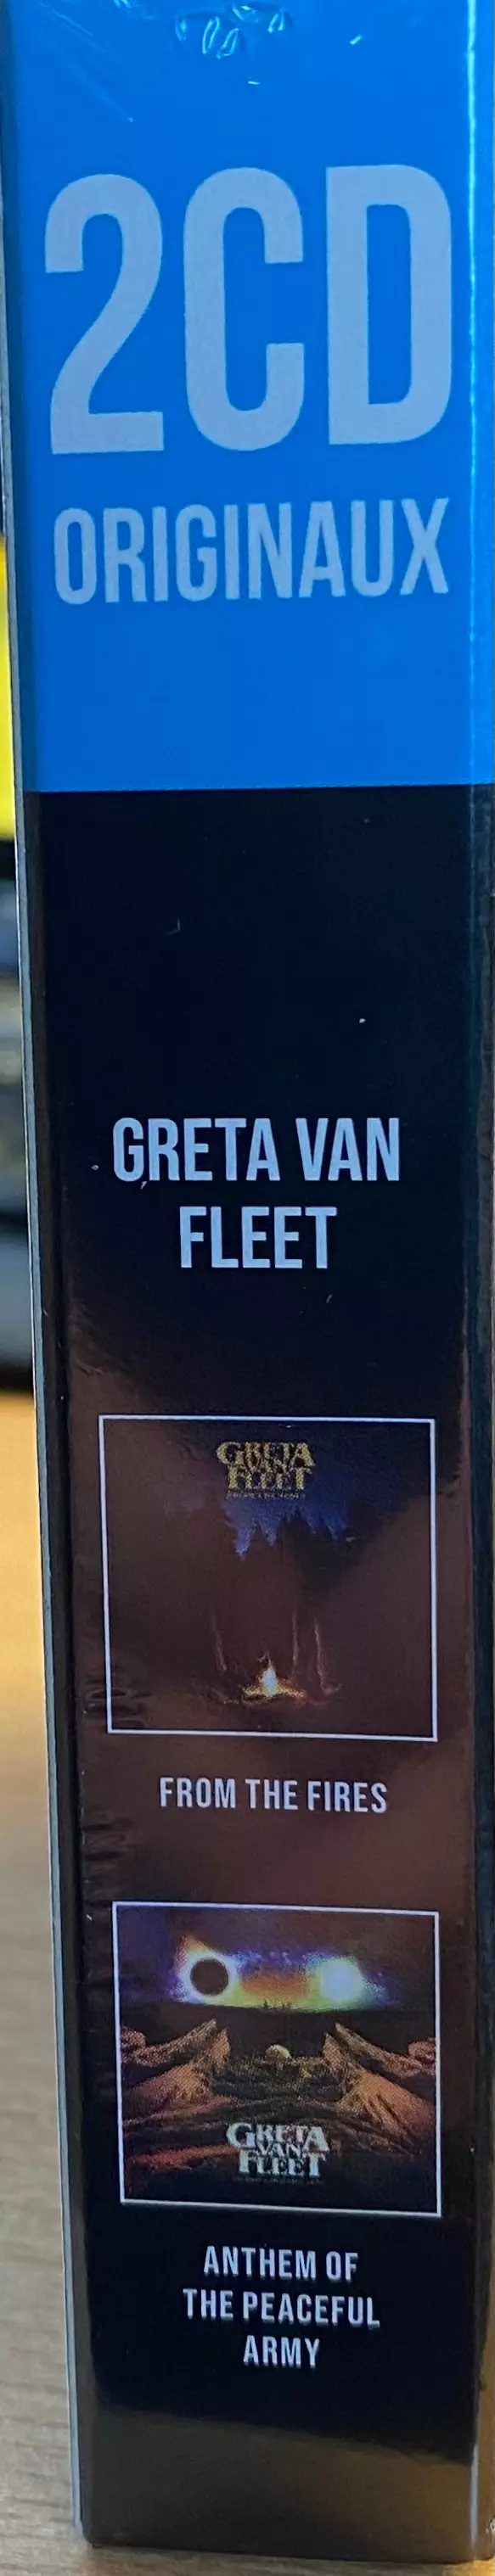 2CD
ORIGINAUX
GRETA VAN
FLEET
GRETA
VAN
FLEET
FROM THE FIRES
GRETA
VAN
FLEET
ANTHEM OF
THE PEACEFUL
ARMY